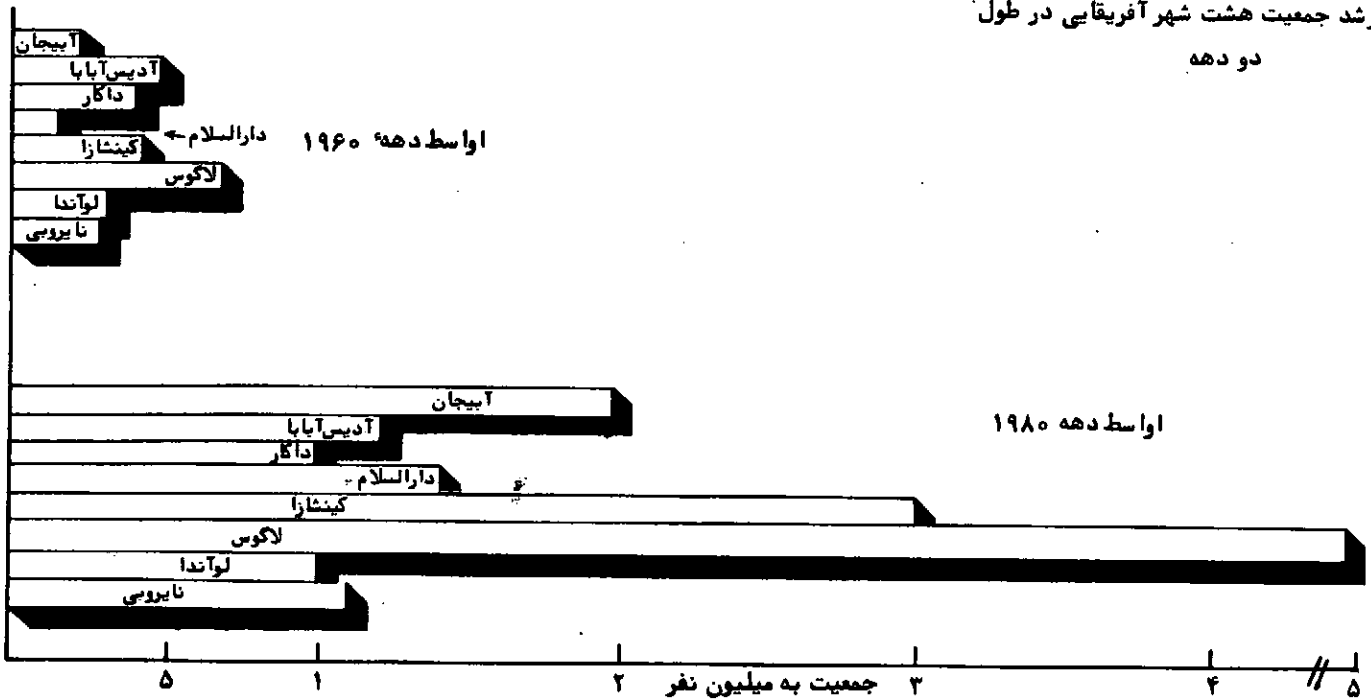 رشد جمعیت هشت شهر آفریقایی در طول
دو دهه
آبیجان
آدیس‌آبابا
داکار
دارالسلام
کینشازا
لاگوس
لوآندا
نایروبی
اواسط دههٔ ۱۹۶۰
آبیجان
آدیس‌آبابا
داکار
دارالسلام
کینشازا
لاگوس
لوآندا
نایروبی
اواسط دهه ۱۹۸۰
۵ ۱ ۲ ۳ ۴ ۵
جمعیت به میلیون نفر